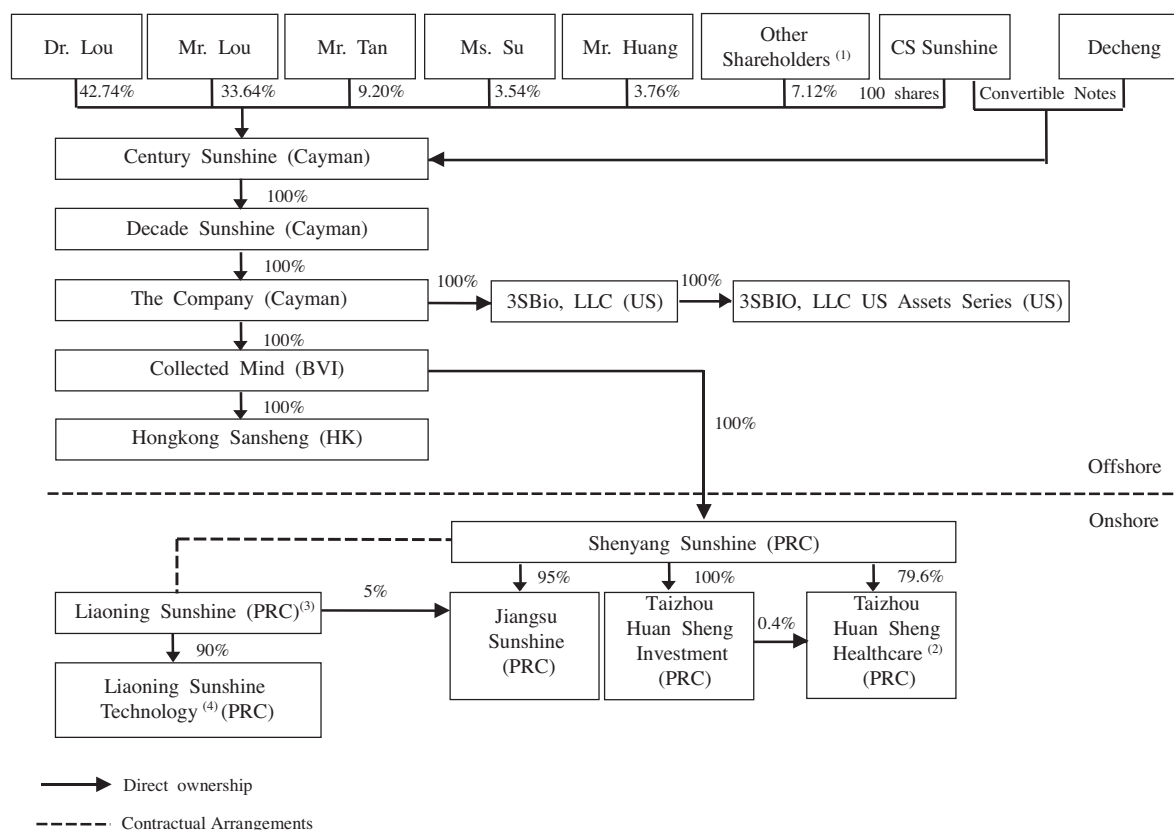 Dr. Lou
Mr. Lou
Mr. Tan
Ms. Su
Mr. Huang
Other
Shareholders (1)
CS Sunshine
Decheng
42.74%
33.64%
9.20%
3.54%
3.76%
7.12%
100 shares
Convertible Notes
Century Sunshine (Cayman)
100%
Decade Sunshine (Cayman)
100%
The Company (Cayman)
100%
3SBio, LLC (US)
100%
3SBIO, LLC US Assets Series (US)
100%
Collected Mind (BVI)
100%
Hongkong Sansheng (HK)
100%
Offshore
Onshore
Shenyang Sunshine (PRC)
95%
100%
79.6%
Liaoning Sunshine (PRC)(3)
5%
Jiangsu
Sunshine
(PRC)
Taizhou
Huan Sheng
Investment
(PRC)
0.4%
Taizhou
Huan Sheng
Healthcare (2)
(PRC)
90%
Liaoning Sunshine
Technology (4) (PRC)
Direct ownership
Contractual Arrangements